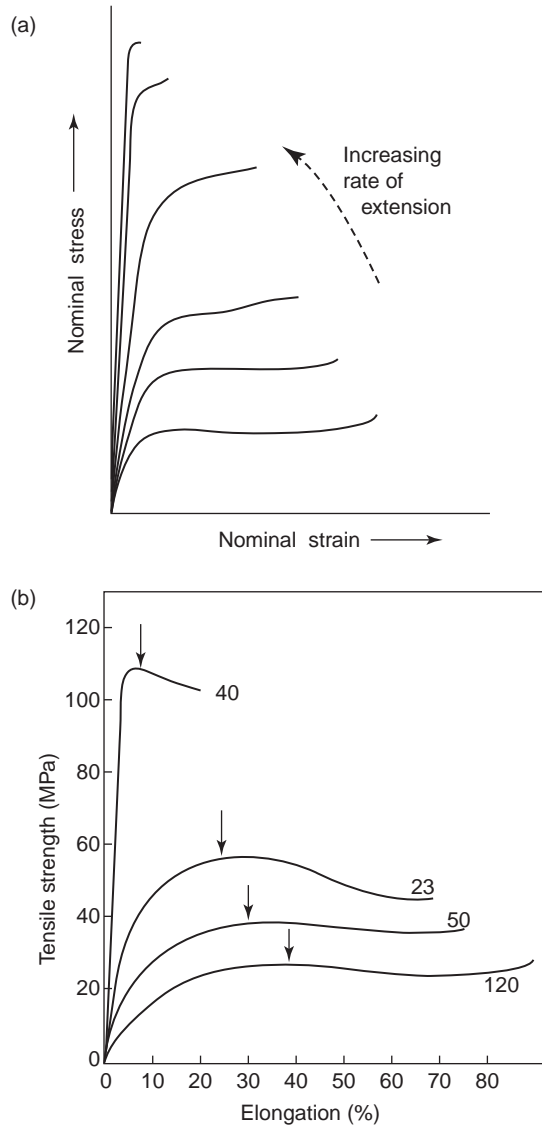 (a)
Increasing
rate of
extension
Nominal stress
Nominal strain
(b)
120
100
80
60
40
20
0
Tensile strength (MPa)
40
23
50
120
0 10 20 30 40 50 60 70 80
Elongation (%)